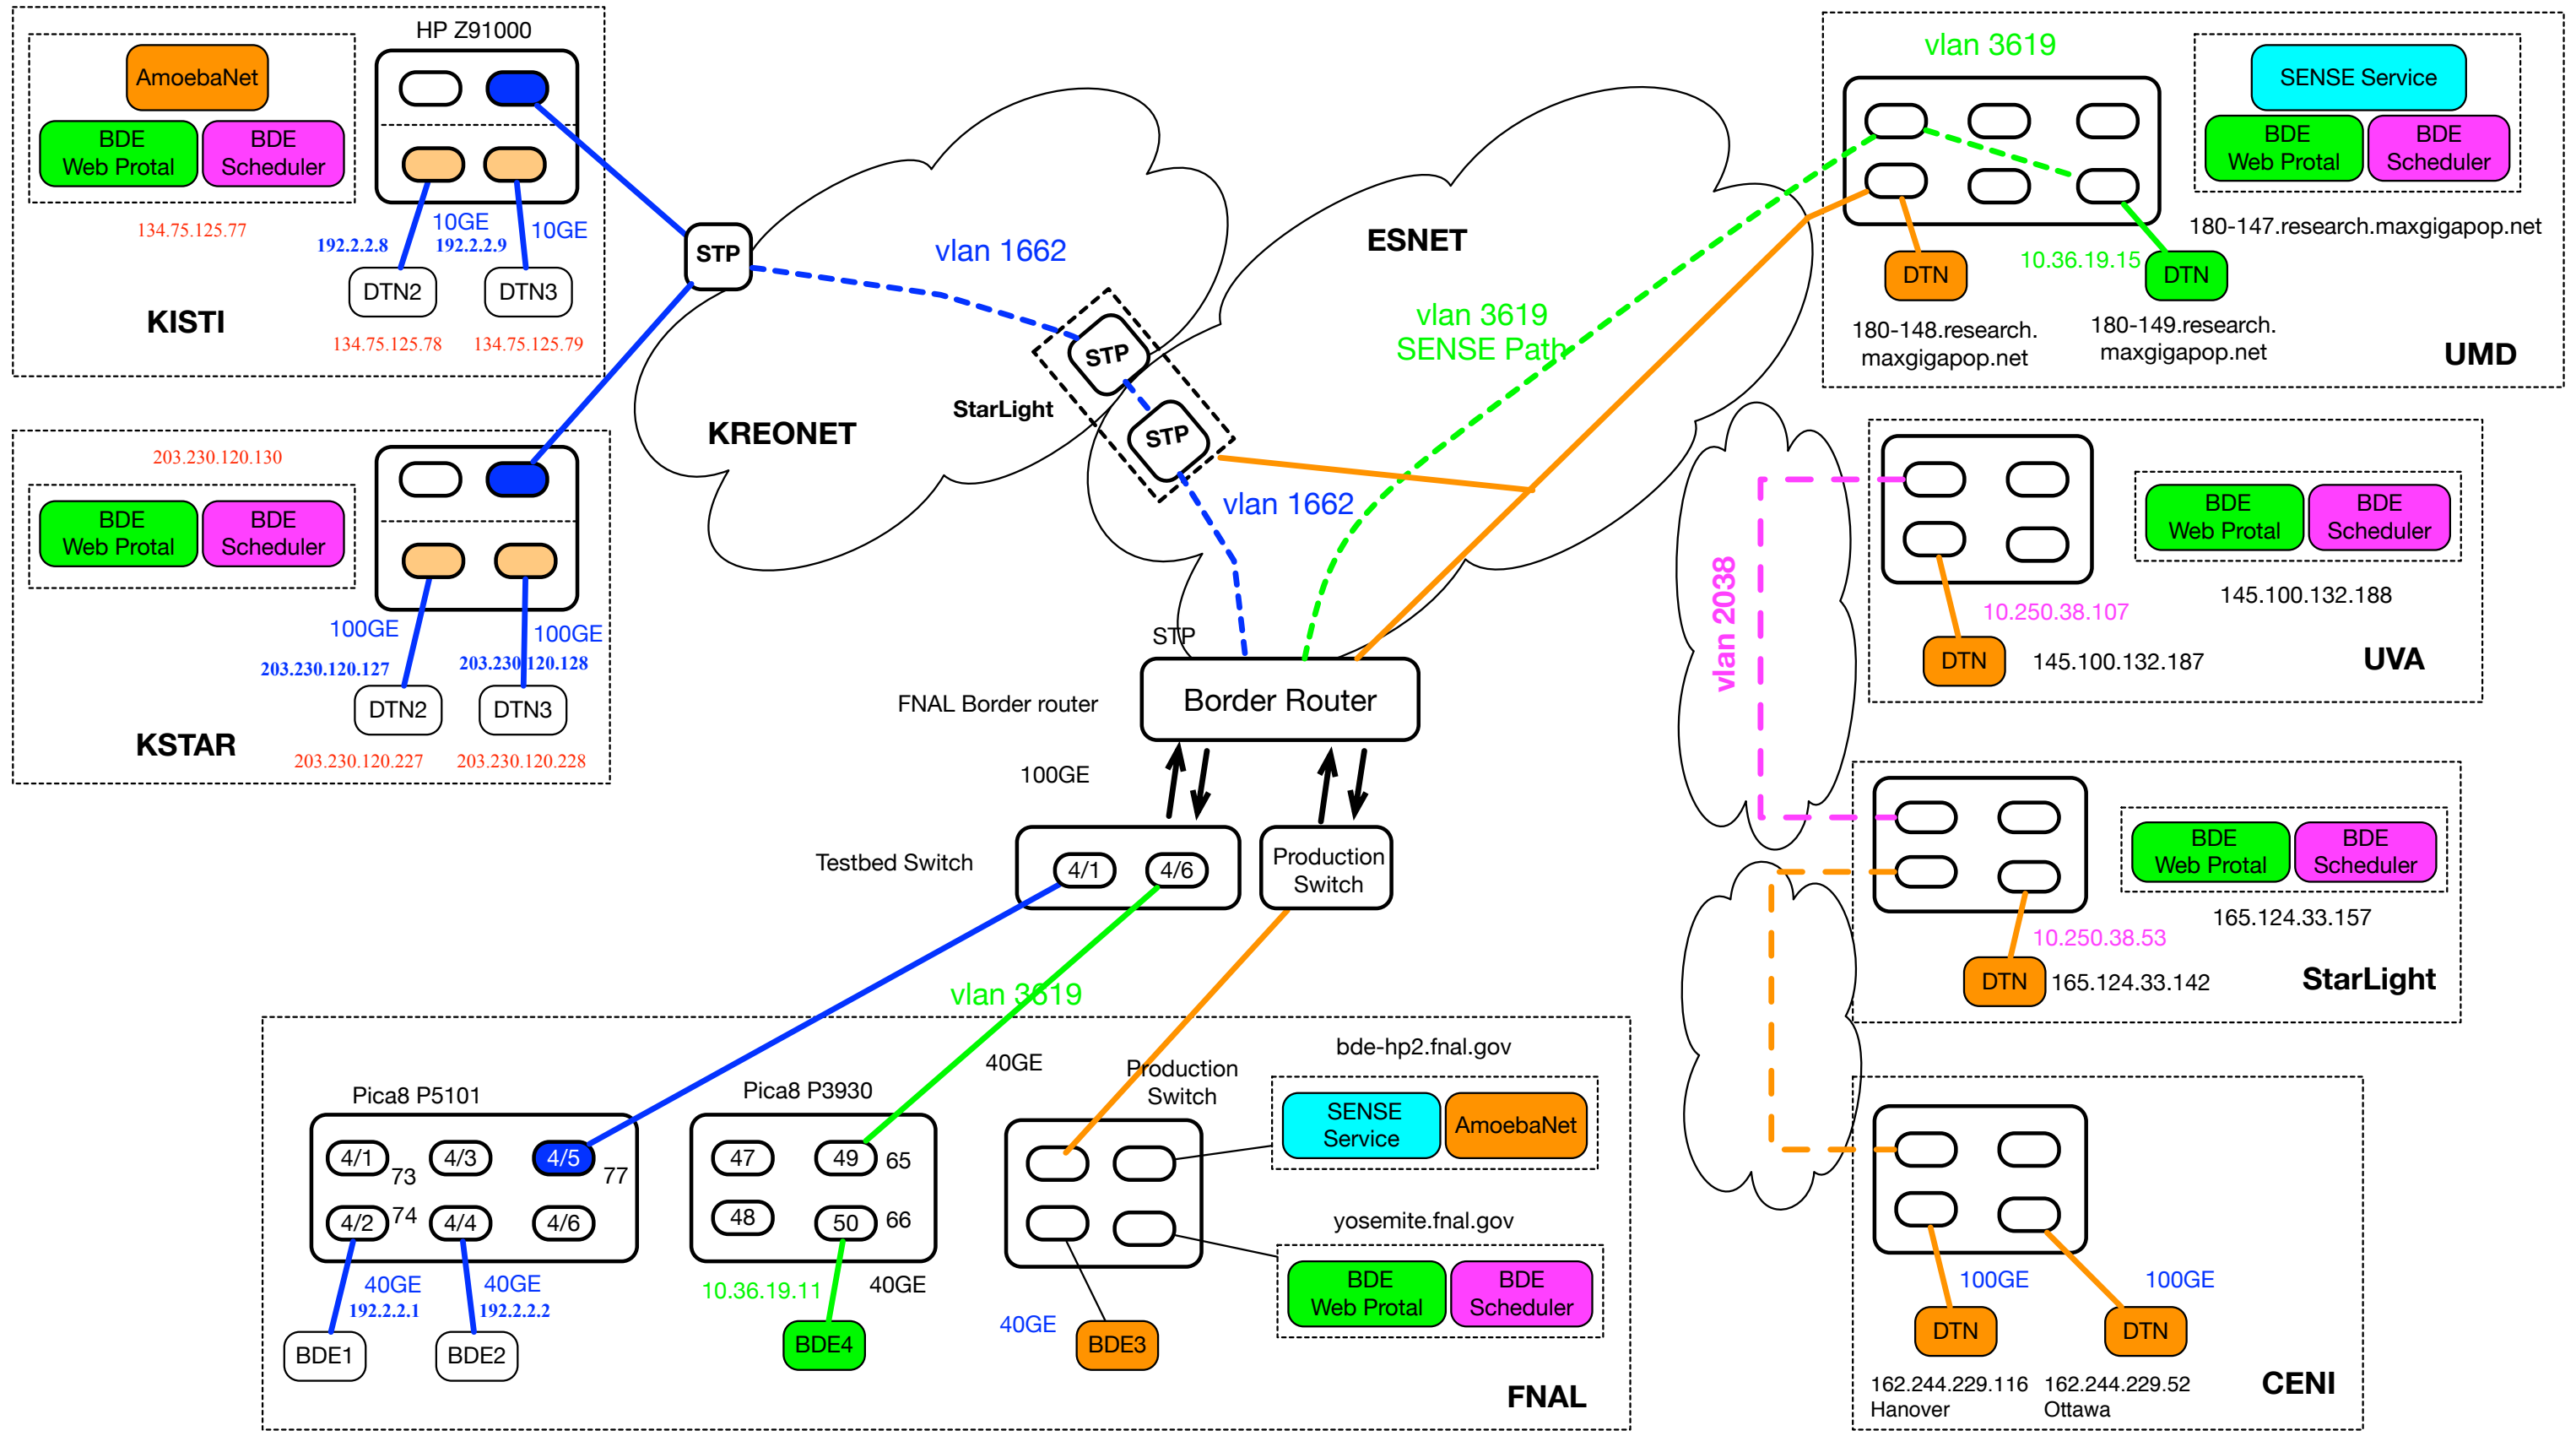 HP Z91000
AmoebaNet
BDE
Web Protal
BDE
Scheduler
134.75.125.77
10GE
10GE
192.2.2.8
192.2.2.9
DTN2
DTN3
KISTI
134.75.125.78
134.75.125.79
203.230.120.130
BDE
Web Protal
BDE
Scheduler
100GE
100GE
203.230.120.127
203.230.120.128
DTN2
DTN3
KSTAR
203.230.120.227
203.230.120.228
STP
vlan 1662
KREONET
StarLight
STP
STP
vlan 1662
ESNET
vlan 3619
SENSE Path
STP
FNAL Border router
Border Router
100GE
Testbed Switch
4/1
4/6
Production
Switch
vlan 3619
40GE
Pica8 P5101
4/1
73
4/3
4/5
77
4/2
74
4/4
4/6
40GE
192.2.2.1
40GE
192.2.2.2
BDE1
BDE2
Pica8 P3930
47
49
65
48
50
66
10.36.19.11
40GE
BDE4
Production
Switch
40GE
BDE3
bde-hp2.fnal.gov
SENSE
Service
AmoebaNet
yosemite.fnal.gov
BDE
Web Protal
BDE
Scheduler
FNAL
vlan 3619
SENSE Service
BDE
Web Protal
BDE
Scheduler
180-147.research.maxgigapop.net
10.36.19.15
DTN
DTN
180-148.research.
maxgigapop.net
180-149.research.
maxgigapop.net
UMD
vlan 2038
BDE
Web Protal
BDE
Scheduler
145.100.132.188
10.250.38.107
DTN
145.100.132.187
UVA
BDE
Web Protal
BDE
Scheduler
165.124.33.157
10.250.38.53
DTN
165.124.33.142
StarLight
100GE
100GE
DTN
DTN
162.244.229.116
Hanover
162.244.229.52
Ottawa
CENI